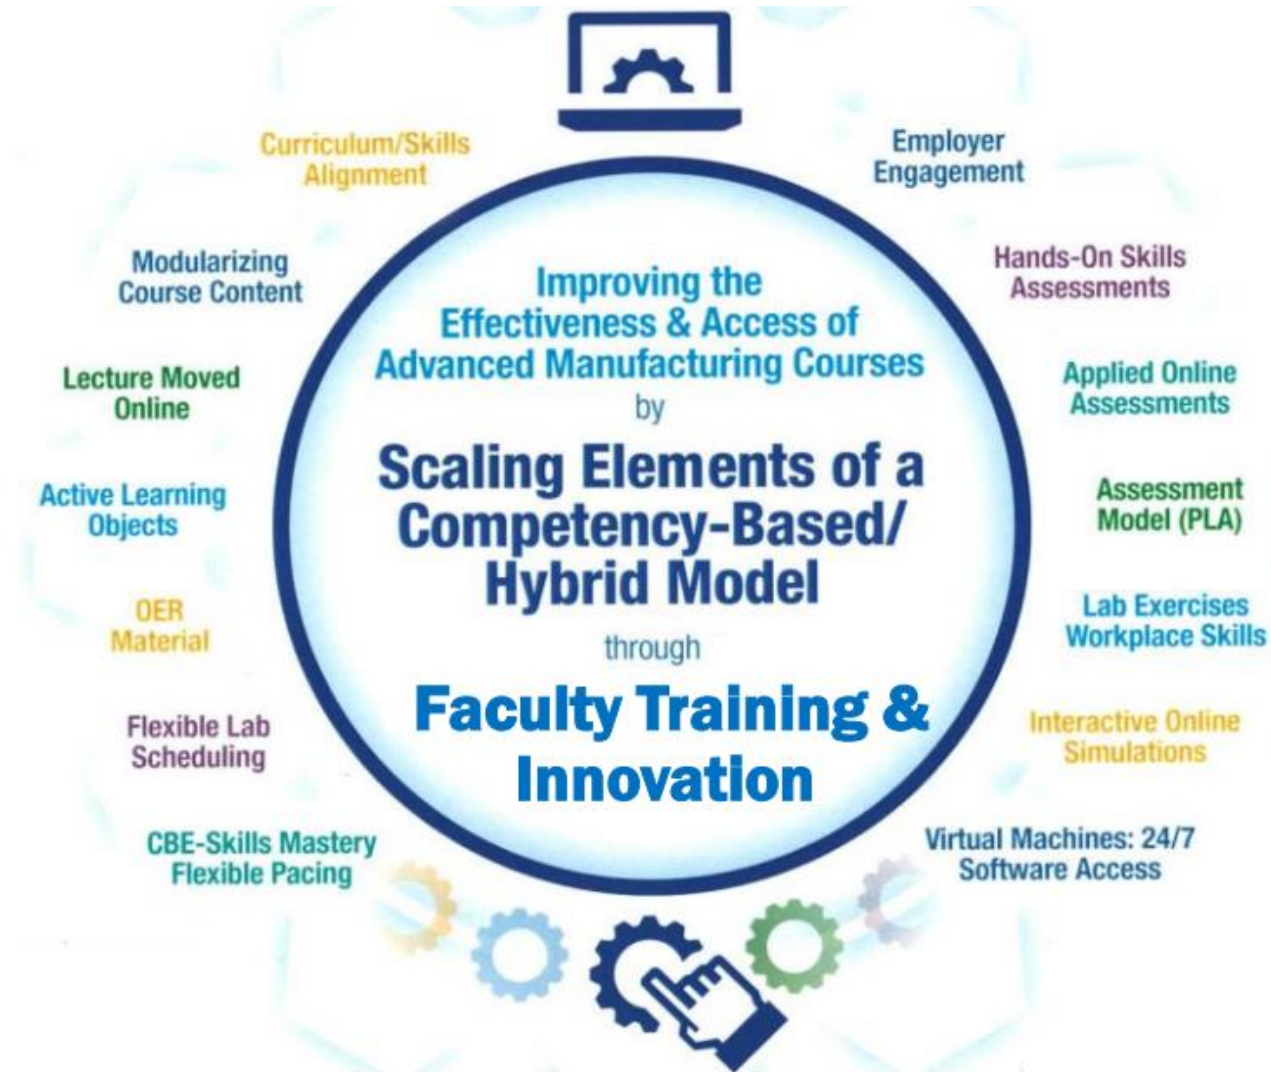 Curriculum/Skills
Alignment
Employer
Engagement
Modularizing
Course Content
Hands-On Skills
Assessments
Lecture Moved
Online
Applied Online
Assessments
Active Learning
Objects
Assessment
Model (PLA)
OER
Material
Lab Exercises
Workplace Skills
Flexible Lab
Scheduling
Interactive Online
Simulations
CBE-Skills Mastery
Flexible Pacing
Virtual Machines: 24/7
Software Access
Improving the
Effectiveness & Access of
Advanced Manufacturing Courses
by
Scaling Elements of a
Competency-Based/
Hybrid Model
through
Faculty Training &
Innovation